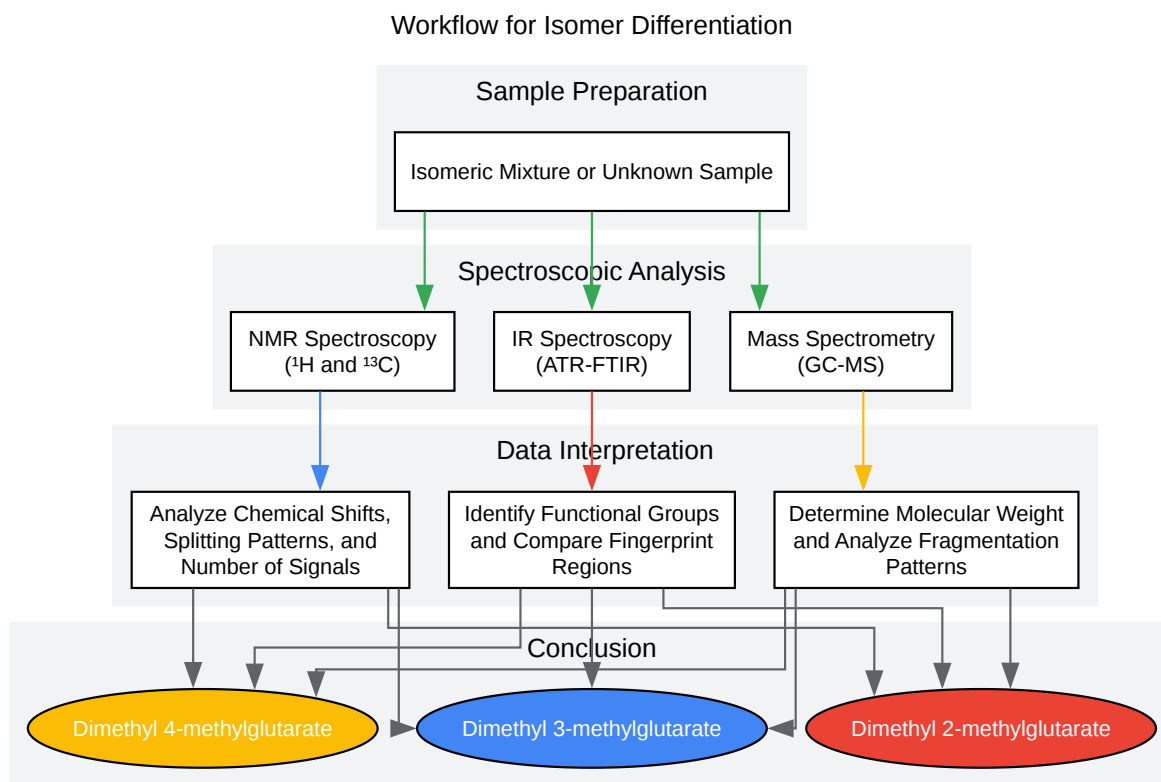 Workflow for Isomer Differentiation
Sample Preparation
Isomeric Mixture or Unknown Sample
Spectroscopic Analysis
NMR Spectroscopy
(¹H and ¹³C)
IR Spectroscopy
(ATR-FTIR)
Mass Spectrometry
(GC-MS)
Data Interpretation
Analyze Chemical Shifts,
Splitting Patterns, and
Number of Signals
Identify Functional Groups
and Compare Fingerprint
Regions
Determine Molecular Weight
and Analyze Fragmentation
Patterns
Conclusion
Dimethyl 4-methylglutarate
Dimethyl 3-methylglutarate
Dimethyl 2-methylglutarate